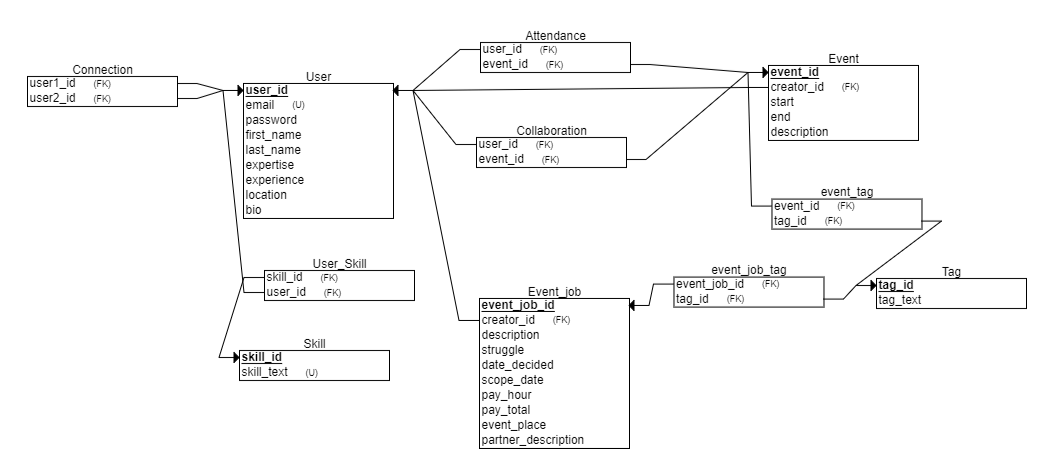 Connection
user1_id (FK)
user2_id (FK)
User
user_id
email (U)
password
first_name
last_name
expertise
experience
location
bio
Attendance
user_id (FK)
event_id (FK)
Collaboration
user_id (FK)
event_id (FK)
Event
event_id
creator_id (FK)
start
end
description
event_tag
event_id (FK)
tag_id (FK)
User_Skill
skill_id (FK)
user_id (FK)
Skill
skill_id
skill_text (U)
Event_job
event_job_id
creator_id (FK)
description
struggle
date_decided
scope_date
pay_hour
pay_total
event_place
partner_description
event_job_tag
event_job_id (FK)
tag_id (FK)
Tag
tag_id
tag_text